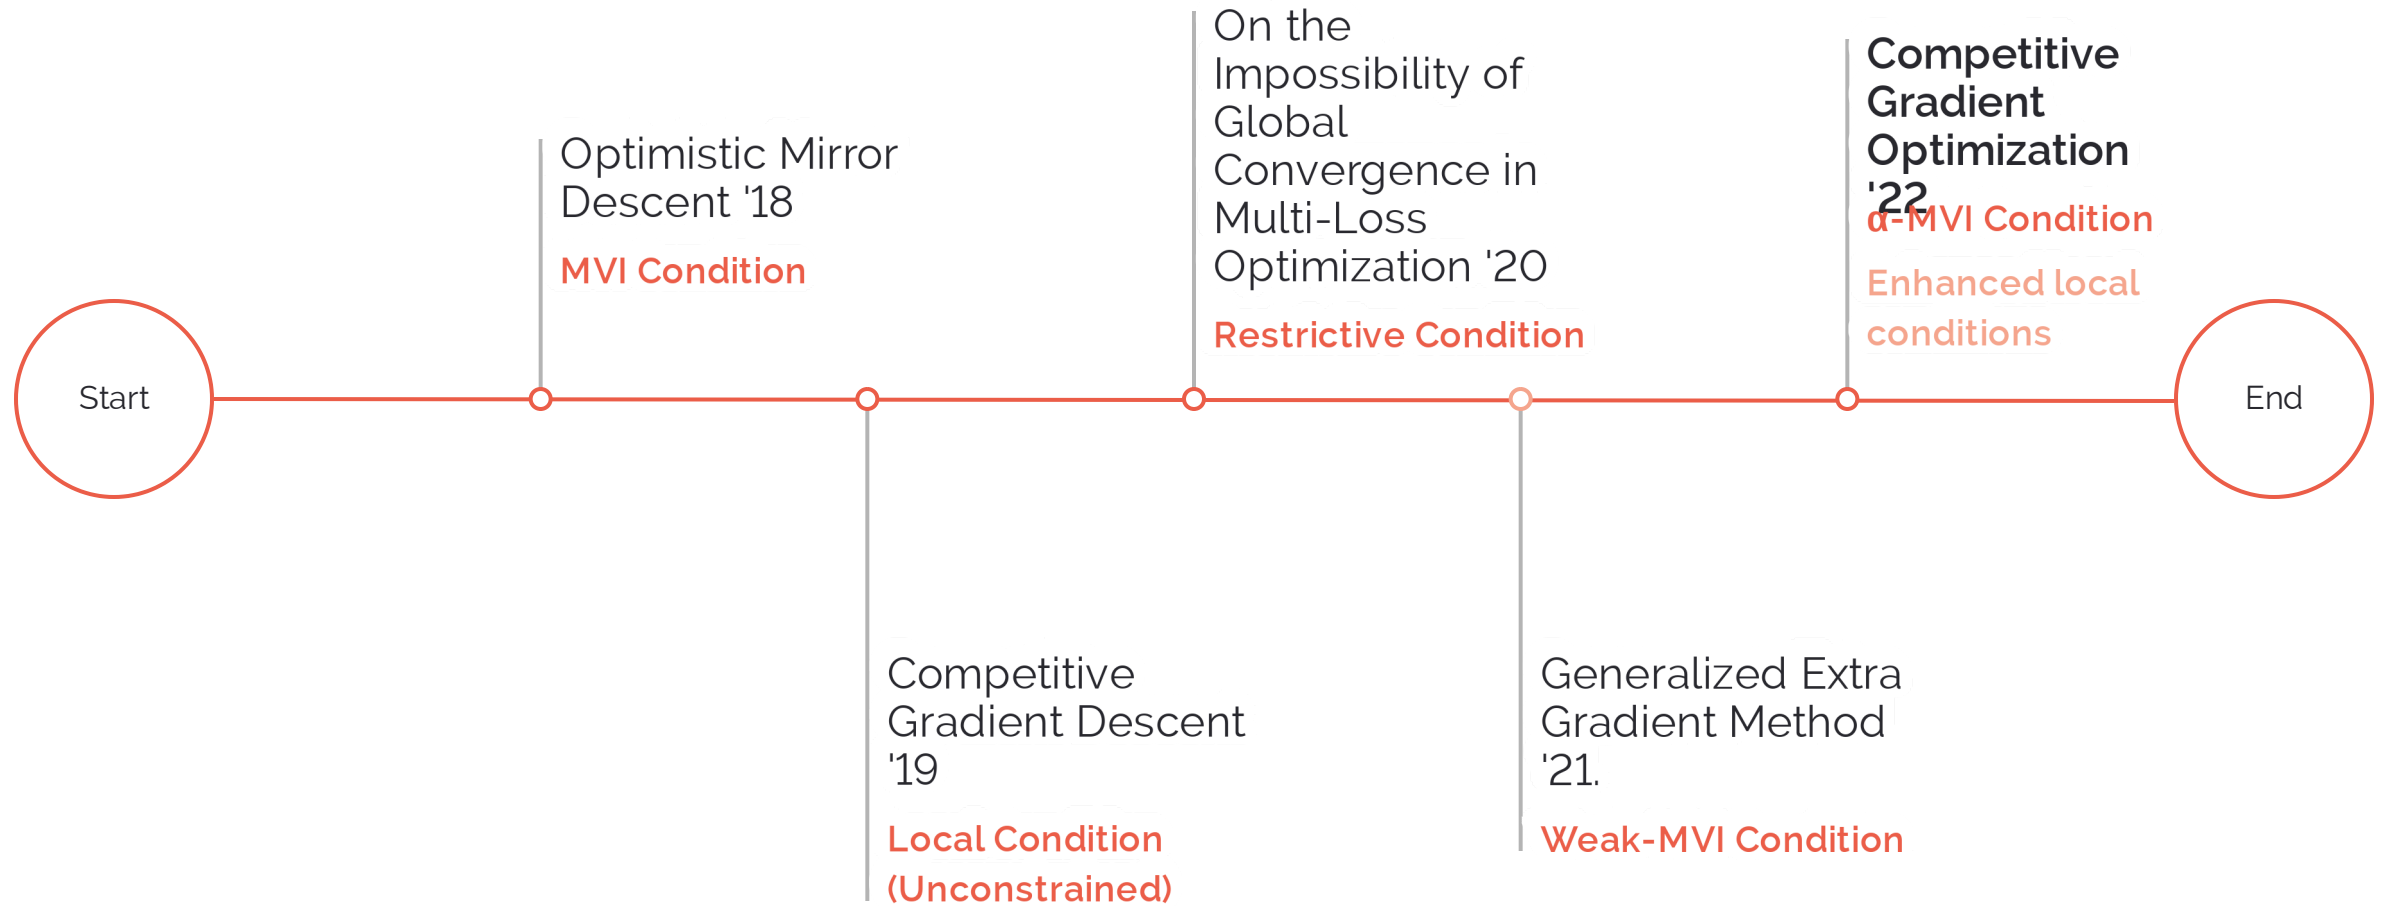 Start
Optimistic Mirror
Descent '18
MVI Condition
Competitive
Gradient Descent
'19
Local Condition
(Unconstrained)
On the
Impossibility of
Global
Convergence in
Multi-Loss
Optimization '20
Restrictive Condition
Generalized Extra
Gradient Method
'21.
Weak-MVI Condition
Competitive
Gradient
Optimization
'22
α-MVI Condition
Enhanced local
conditions
End